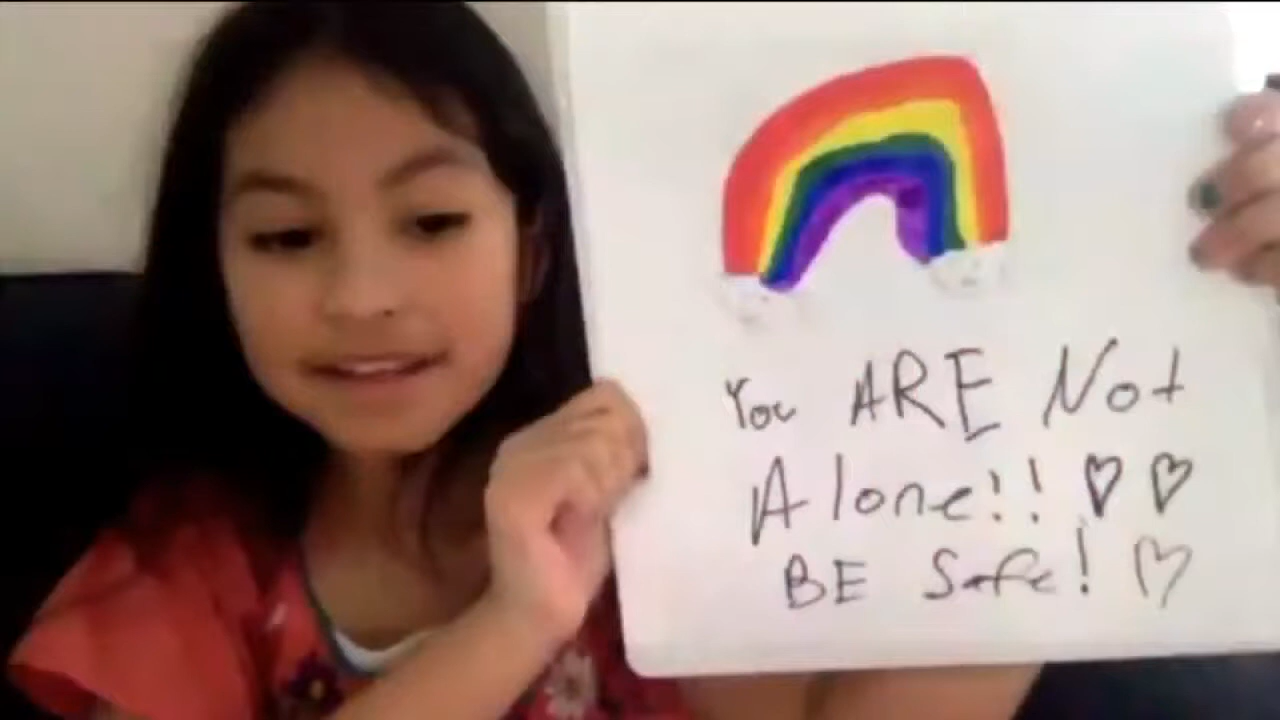 You ARE Not
Alone!! ♡ ♡
BE Safe! ♡